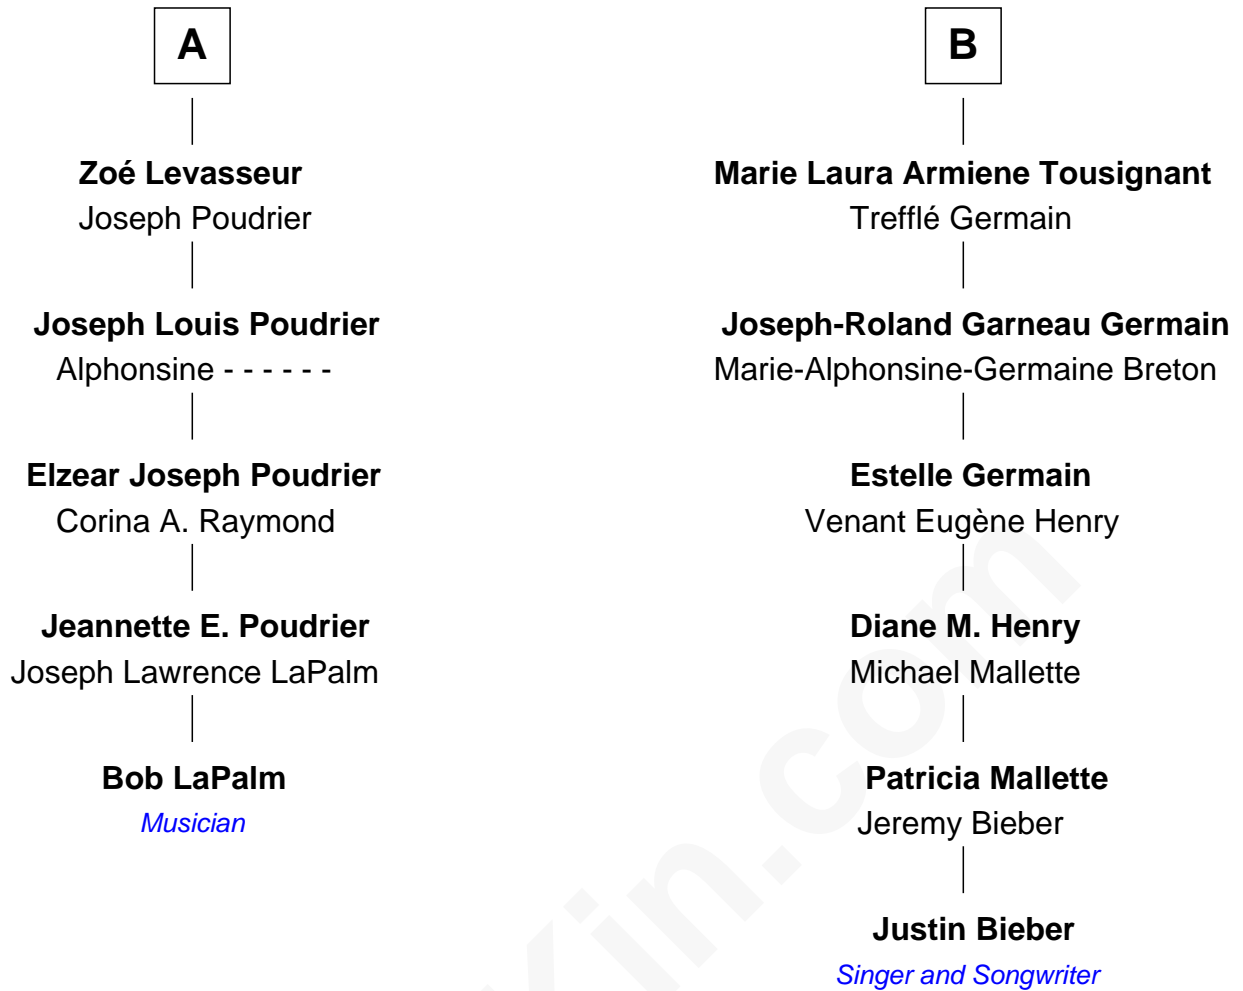 A
Zoé Levasseur
Joseph Poudrier
Joseph Louis Poudrier
Alphonsine - - - - - -
Elzear Joseph Poudrier
Corina A. Raymond
Jeannette E. Poudrier
Joseph Lawrence LaPalm
Bob LaPalm
Musician
B
Marie Laura Armiene Tousignant
Trefflé Germain
Joseph-Roland Garneau Germain
Marie-Alphonsine-Germaine Breton
Estelle Germain
Venant Eugène Henry
Diane M. Henry
Michael Mallette
Patricia Mallette
Jeremy Bieber
Justin Bieber
Singer and Songwriter
Kin.com